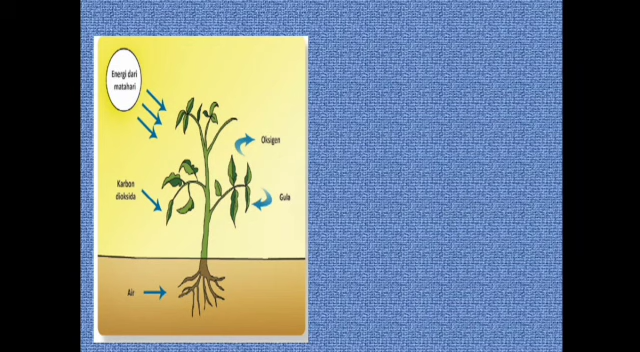 Energi dari
matahari
Oksigen
Karbon
dioksida
Gula
Air